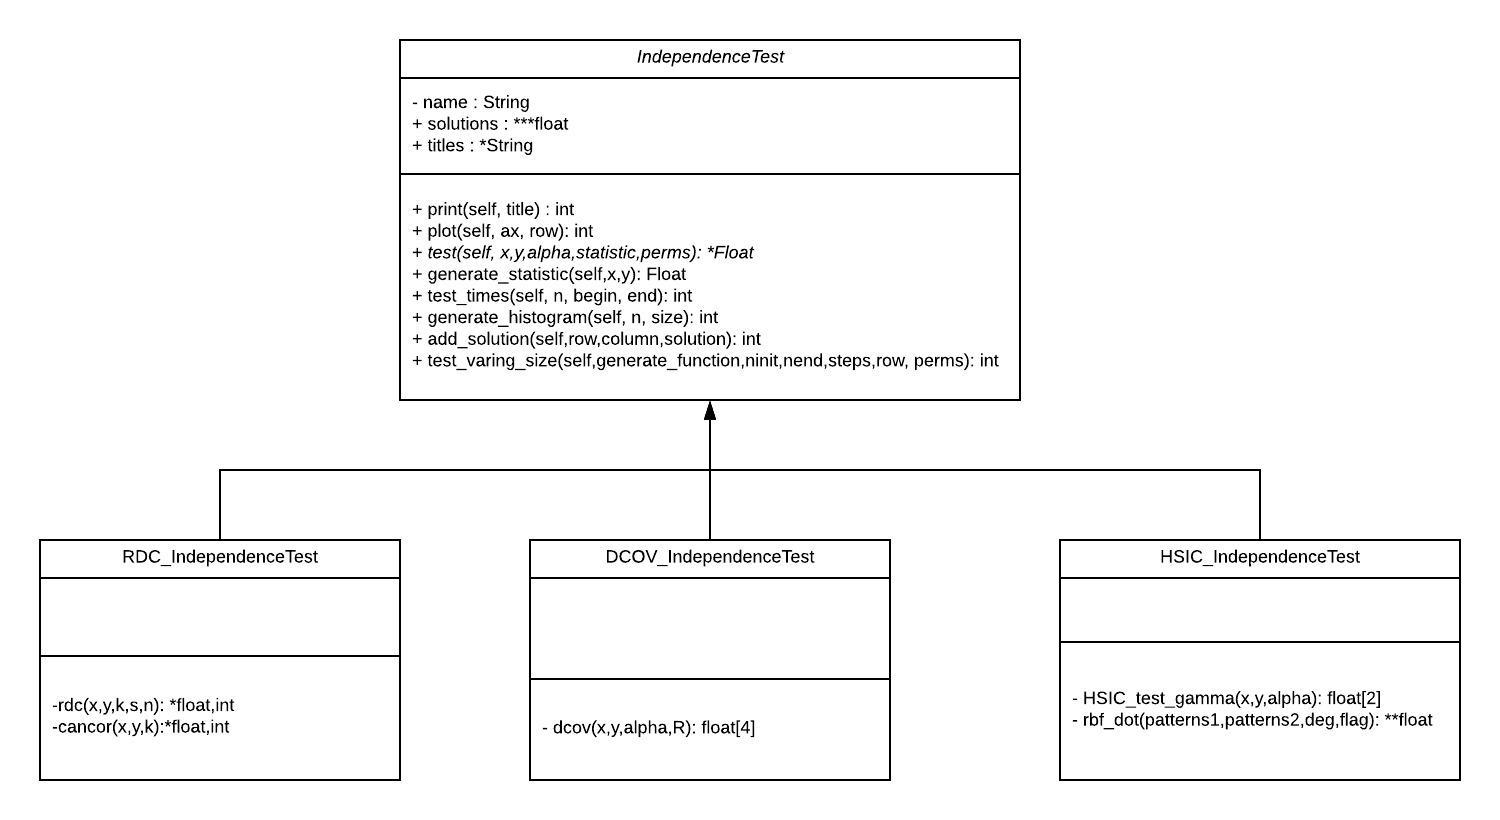 IndependenceTest
- name : String
+ solutions : ***float
+ titles : *String
+ print(self, title) : int
+ plot(self, ax, row): int
+ test(self, x,y,alpha,statistic,perms): *Float
+ generate_statistic(self,x,y): Float
+ test_times(self, n, begin, end): int
+ generate_histogram(self, n, size): int
+ add_solution(self,row,column,solution): int
+ test_varing_size(self,generate_function,ninit,nend,steps,row, perms): int
RDC_IndependenceTest
-rdc(x,y,k,s,n): *float,int
-cancor(x,y,k):*float,int
DCOV_IndependenceTest
- dcov(x,y,alpha,R): float[4]
HSIC_IndependenceTest
- HSIC_test_gamma(x,y,alpha): float[2]
- rbf_dot(patterns1,patterns2,deg,flag): **float